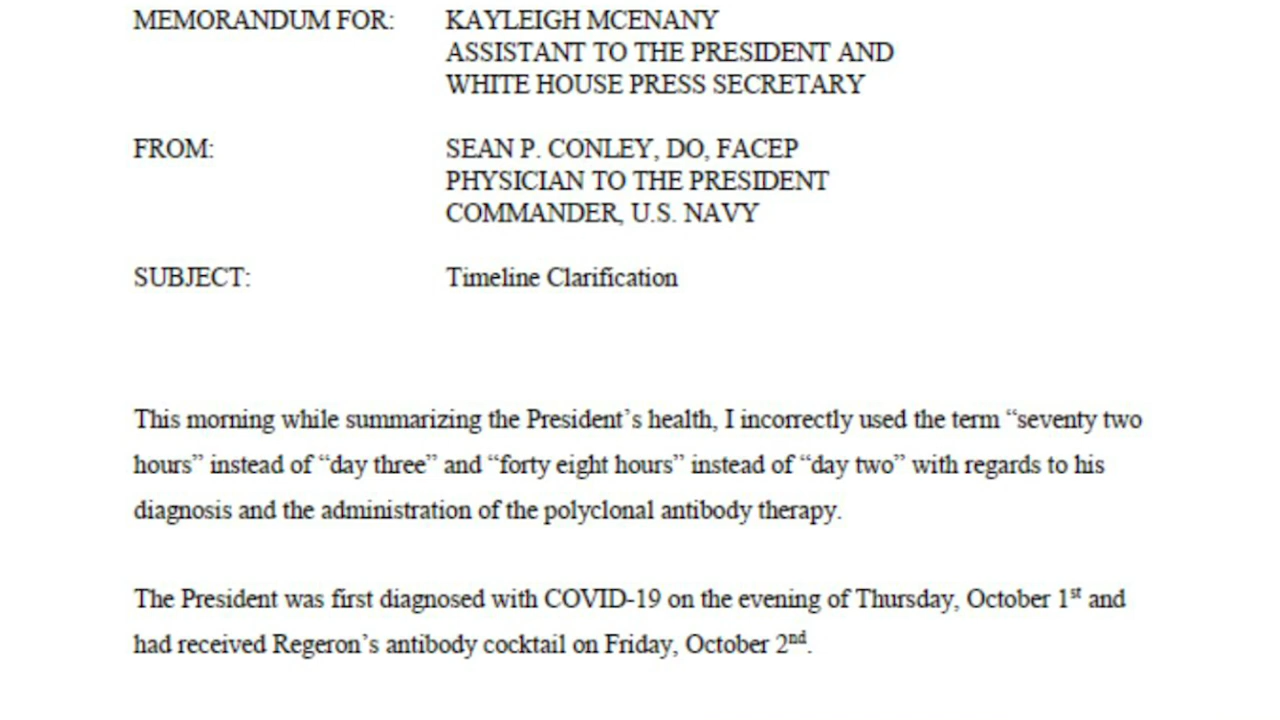 MEMORANDUM FOR: KAYLEIGH MCENANY
ASSISTANT TO THE PRESIDENT AND
WHITE HOUSE PRESS SECRETARY
FROM: SEAN P. CONLEY, DO, FACEP
PHYSICIAN TO THE PRESIDENT
COMMANDER, U.S. NAVY
SUBJECT: Timeline Clarification
This morning while summarizing the President’s health, I incorrectly used the term “seventy two
hours” instead of “day three” and “forty eight hours” instead of “day two” with regards to his
diagnosis and the administration of the polyclonal antibody therapy.
The President was first diagnosed with COVID-19 on the evening of Thursday, October 1st and
had received Regeron’s antibody cocktail on Friday, October 2nd.